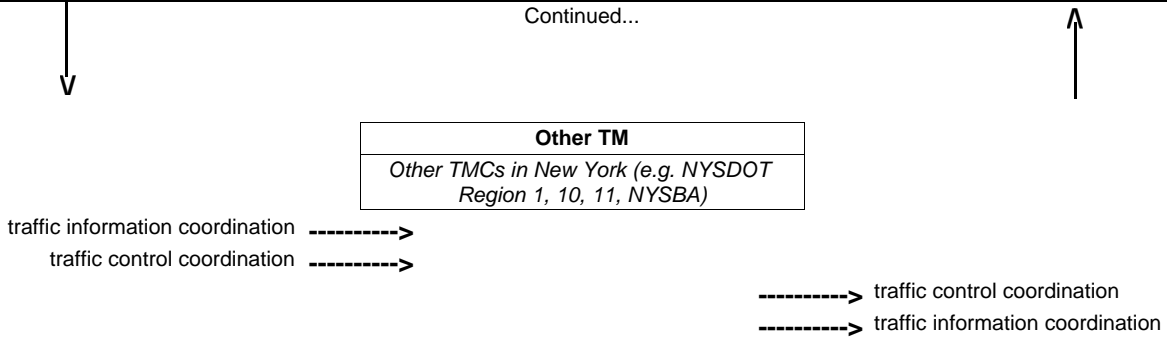 Continued...
Other TM
Other TMCs in New York (e.g. NYSDOT
Region 1, 10, 11, NYSBA)
traffic information coordination ---------->
traffic control coordination ---------->
----------> traffic control coordination
----------> traffic information coordination